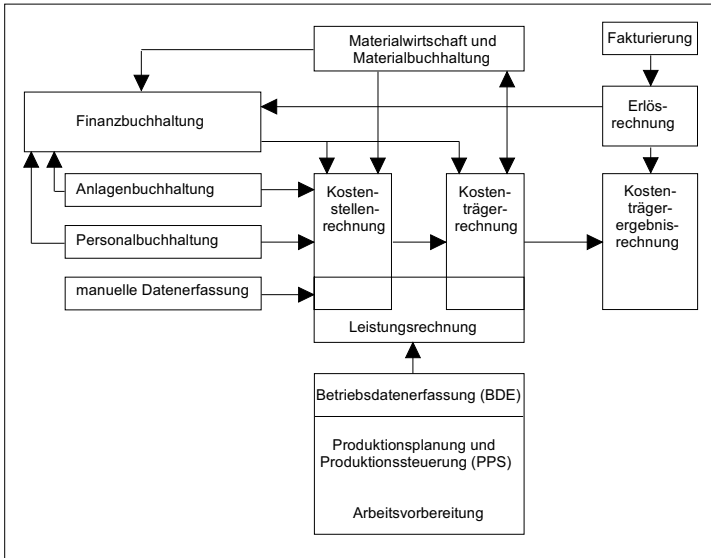 Materialwirtschaft und
Materialbuchhaltung
Fakturierung
Finanzbuchhaltung
Erlös-
rechnung
Anlagenbuchhaltung
Kosten-
stellen-
rechnung
Kosten-
träger-
rechnung
Kosten-
träger-
ergebnis-
rechnung
Personalbuchhaltung
manuelle Datenerfassung
Leistungsrechnung
Betriebsdatenerfassung (BDE)
Produktionsplanung und
Produktionssteuerung (PPS)
Arbeitsvorbereitung